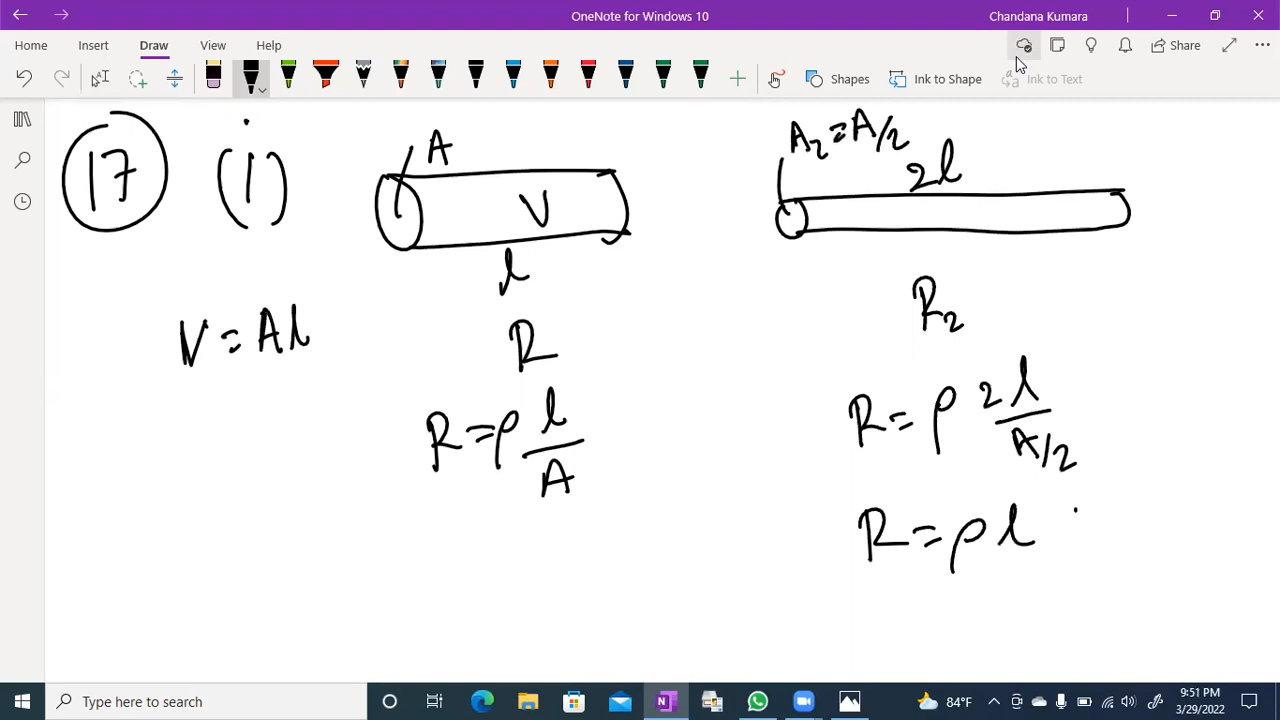 OneNote for Windows 10
Chandana Kumara
Home Insert Draw View Help
Share
Shapes
Ink to Shape
Ink to Text
17 (i) A V l
A₂=A/2 2l
V=Al
R
R₂
R=ρ l/A
R=ρ 2l/A/2
R=ρl
Type here to search
84°F
9:51 PM
3/29/2022